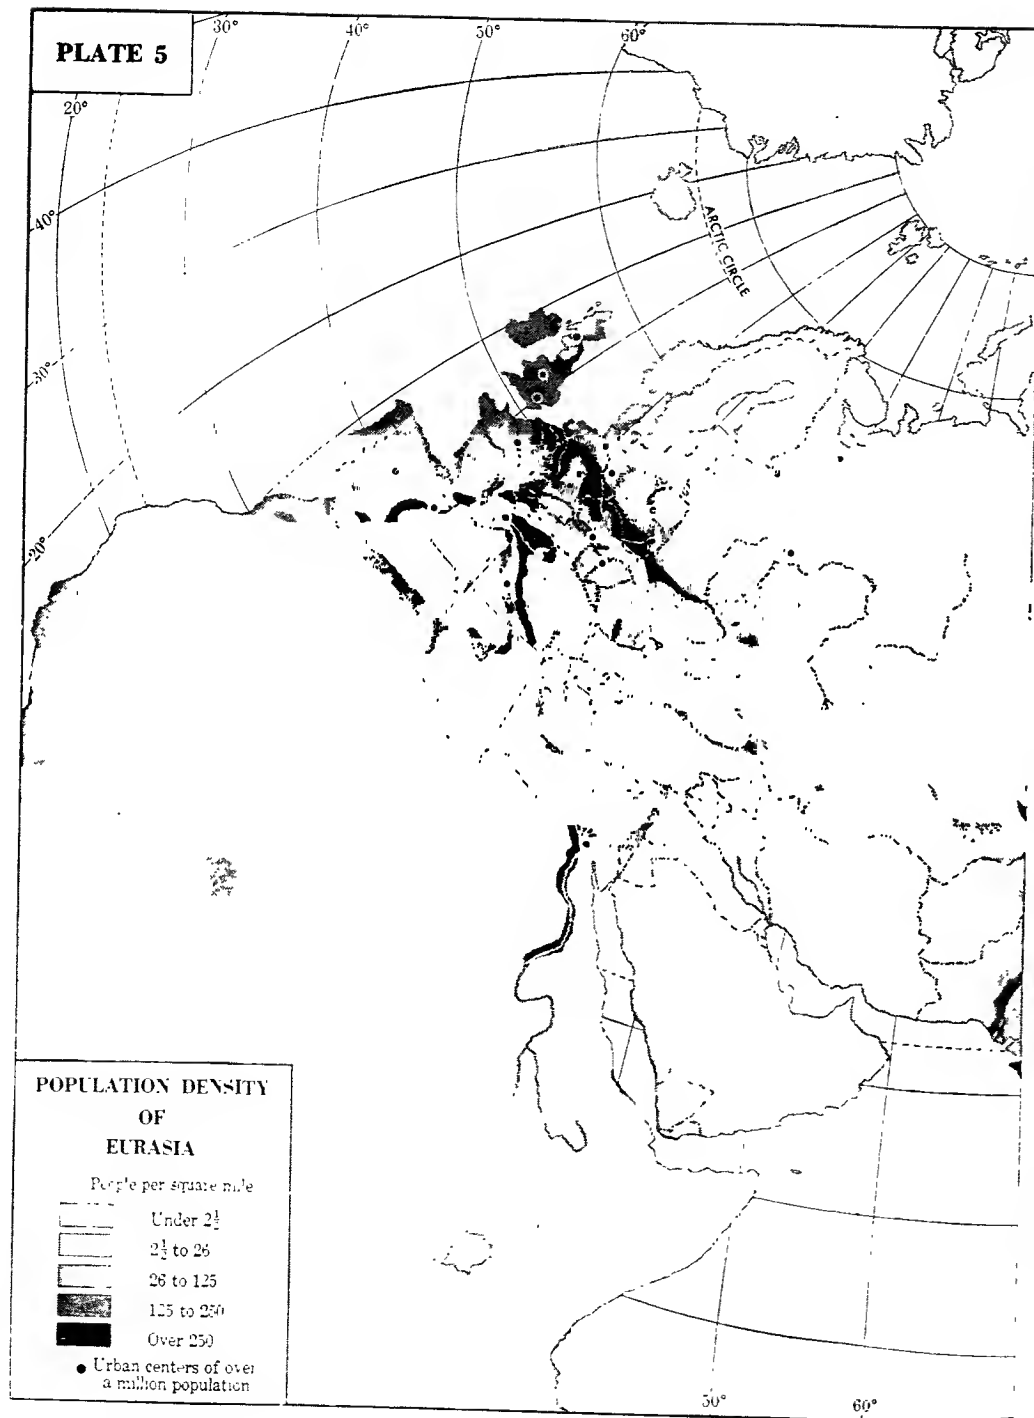 PLATE 5
30°
40°
50°
60°
20°
40°
30°
20°
ARCTIC CIRCLE
POPULATION DENSITY
OF
EURASIA
People per square mile
Under 2½
2½ to 26
26 to 125
125 to 250
Over 250
Urban centers of over
a million population
50°
60°